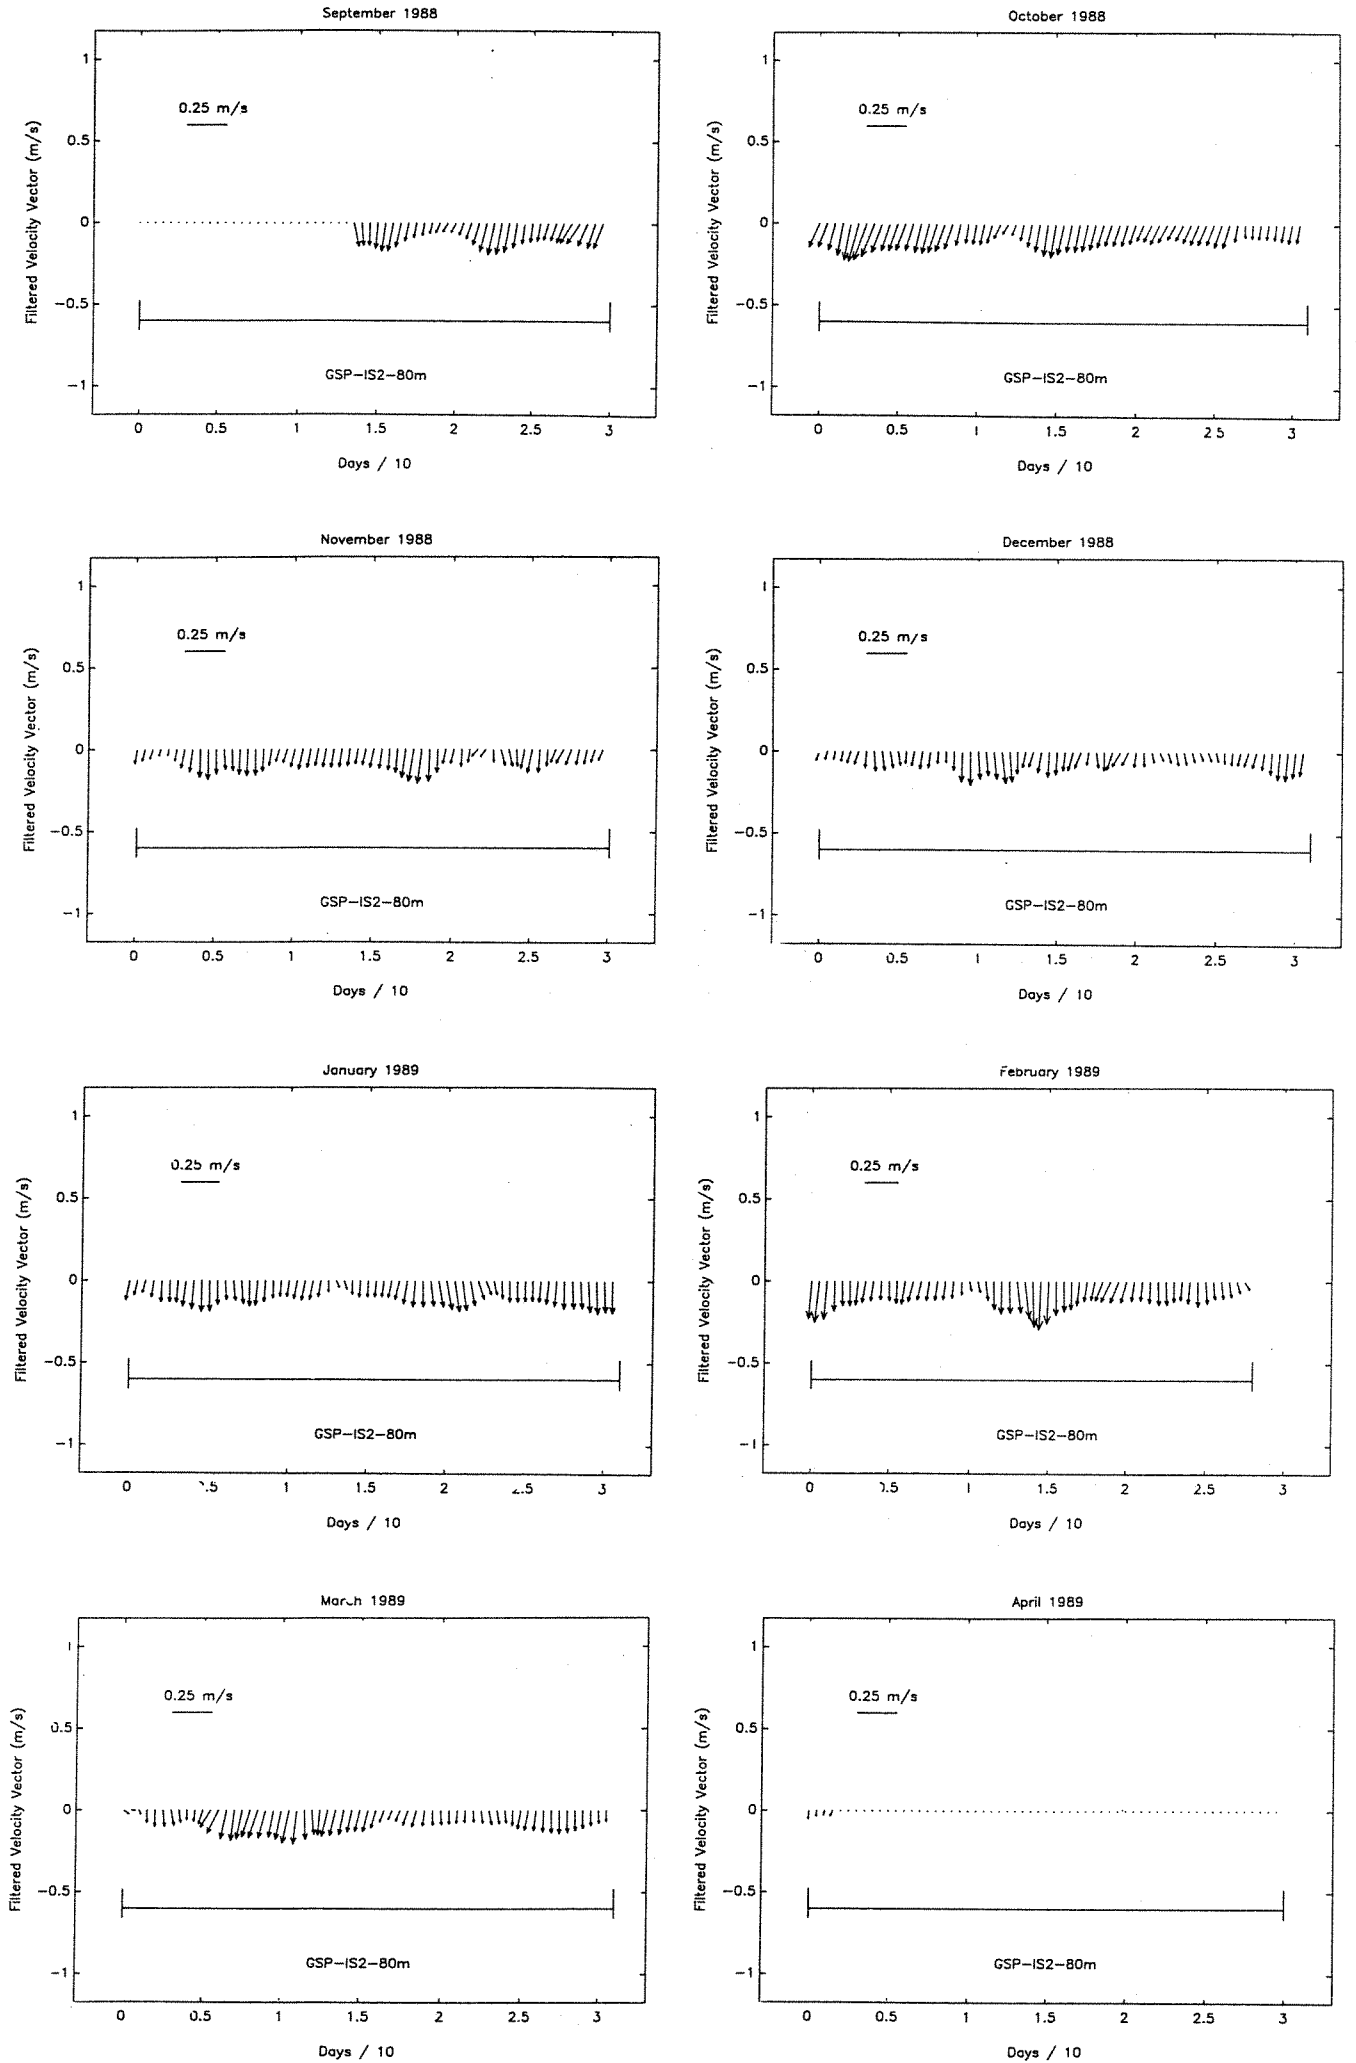 September 1988
1
0.25 m/s
0.5
0
−0.5
−1
Filtered Velocity Vector (m/s)
GSP−IS2−80m
0 0.5 1 1.5 2 2.5 3
Days / 10
October 1988
1
0.25 m/s
0.5
0
−0.5
−1
Filtered Velocity Vector (m/s)
GSP−IS2−80m
0 0.5 1 1.5 2 2.5 3
Days / 10
November 1988
1
0.25 m/s
0.5
0
−0.5
−1
Filtered Velocity Vector (m/s)
GSP−IS2−80m
0 0.5 1 1.5 2 2.5 3
Days / 10
December 1988
1
0.25 m/s
0.5
0
−0.5
−1
Filtered Velocity Vector (m/s)
GSP−IS2−80m
0 0.5 1 1.5 2 2.5 3
Days / 10
January 1989
1
0.25 m/s
0.5
0
−0.5
−1
Filtered Velocity Vector (m/s)
GSP−IS2−80m
0 .5 1 1.5 2 2.5 3
Days / 10
February 1989
1
0.25 m/s
0.5
0
−0.5
−1
Filtered Velocity Vector (m/s)
GSP−IS2−80m
0 0.5 1 1.5 2 2.5 3
Days / 10
March 1989
1
0.25 m/s
0.5
0
−0.5
−1
Filtered Velocity Vector (m/s)
GSP−IS2−80m
0 0.5 1 1.5 2 2.5 3
Days / 10
April 1989
1
0.25 m/s
0.5
0
−0.5
−1
Filtered Velocity Vector (m/s)
GSP−IS2−80m
0 0.5 1 1.5 2 2.5 3
Days / 10